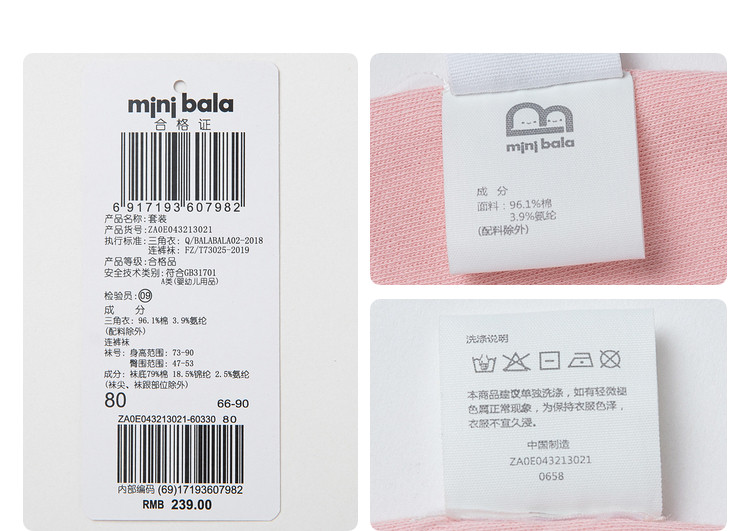 mini bala
合格证
6 917193 607982
产品名称:套装
产品货号:ZA0E043213021
执行标准:三角衣:Q/BALABALA02-2018
连裤袜:FZ/T73025-2019
产品等级:合格品
安全技术类别:符合GB31701
A类(婴幼儿用品)
检验员:09
成 分
三角衣:96.1%棉 3.9%氨纶
(配料除外)
连裤袜
袜号:身高范围:73-90
臀围范围:47-53
成分:袜底79%棉 18.5%锦纶 2.5%氨纶
(袜尖、袜跟部位除外)
80 66-90
ZA0E043213021-60330 80
内部编码 (69)17193607982
RMB 239.00
mini bala
成 分
面料:96.1%棉
3.9%氨纶
(配料除外)
洗涤说明
本商品建议单独洗涤,如有轻微褪
色属正常现象,为保持衣服色泽,
衣服不宜久浸。
中国制造
ZA0E043213021
0658